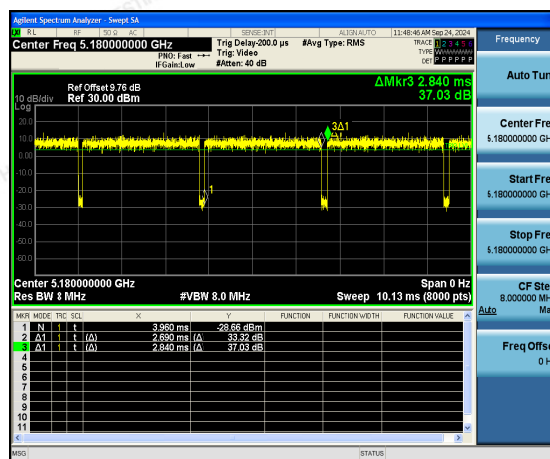 Agilent Spectrum Analyzer - Swept SA
RL RF 50 Ω AC SENSE:INT ALIGN AUTO 11:48:46 AM Sep 24, 2024
Center Freq 5.180000000 GHz
PNO: Fast
IFGain:Low
Trig Delay-200.0 µs
Trig: Video
#Atten: 40 dB
#Avg Type: RMS
TRACE 1 2 3 4 5 6
TYPE
DET P P P P P P
Frequency
Auto Tun
ΔMkr3 2.840 ms
37.03 dB
Ref Offset 9.76 dB
10 dB/div Ref 30.00 dBm
Log
20.0
10.0
0.00
-10.0
-20.0
-30.0
-40.0
-50.0
-60.0
3Δ1
1
Center Fre
5.180000000 GH
Start Fre
5.180000000 GH
Stop Fre
5.180000000 GH
CF Ste
8.000000 MH
Auto Ma
Freq Offs
0 H
Center 5.180000000 GHz Span 0 Hz
Res BW 8 MHz #VBW 8.0 MHz Sweep 10.13 ms (8000 pts)
MKR MODE TRC SCL X Y FUNCTION FUNCTION WIDTH FUNCTION VALUE
1 N 1 t 3.960 ms -28.66 dBm
2 Δ1 1 t (Δ) 2.690 ms (Δ 33.32 dB
3 Δ1 1 t (Δ) 2.840 ms (Δ 37.03 dB
4
5
6
7
8
9
10
11
MSG STATUS